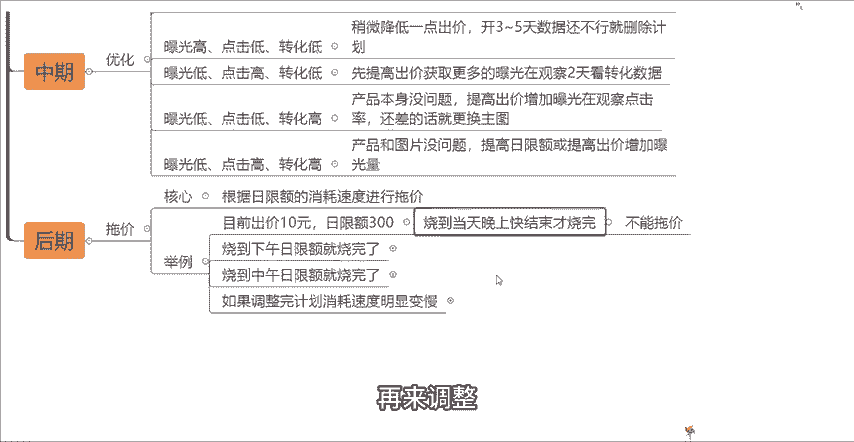 中期
优化
曝光高、点击低、转化低
稍微降低一点出价，开3~5天数据还不行就删除计
划
曝光低、点击高、转化低
先提高出价获取更多的曝光在观察2天看转化数据
曝光低、点击低、转化高
产品本身没问题，提高出价增加曝光在观察点击
率，还差的话就更换主图
曝光低、点击高、转化高
产品和图片没问题，提高日限额或提高出价增加曝
光量
后期
拖价
核心
根据日限额的消耗速度进行拖价
举例
目前出价10元，日限额300
烧到当天晚上快结束才烧完
不能拖价
烧到下午日限额就烧完了
烧到中午日限额就烧完了
如果调整完计划消耗速度明显变慢
再来调整